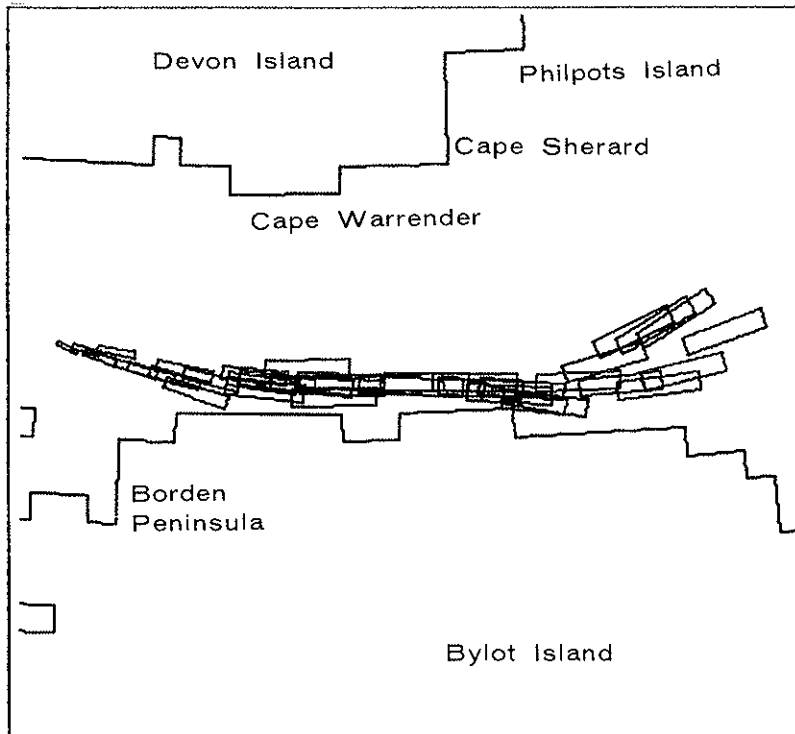 Devon Island
Philpots Island
Cape Sherard
Cape Warrender
Borden
Peninsula
Bylot Island